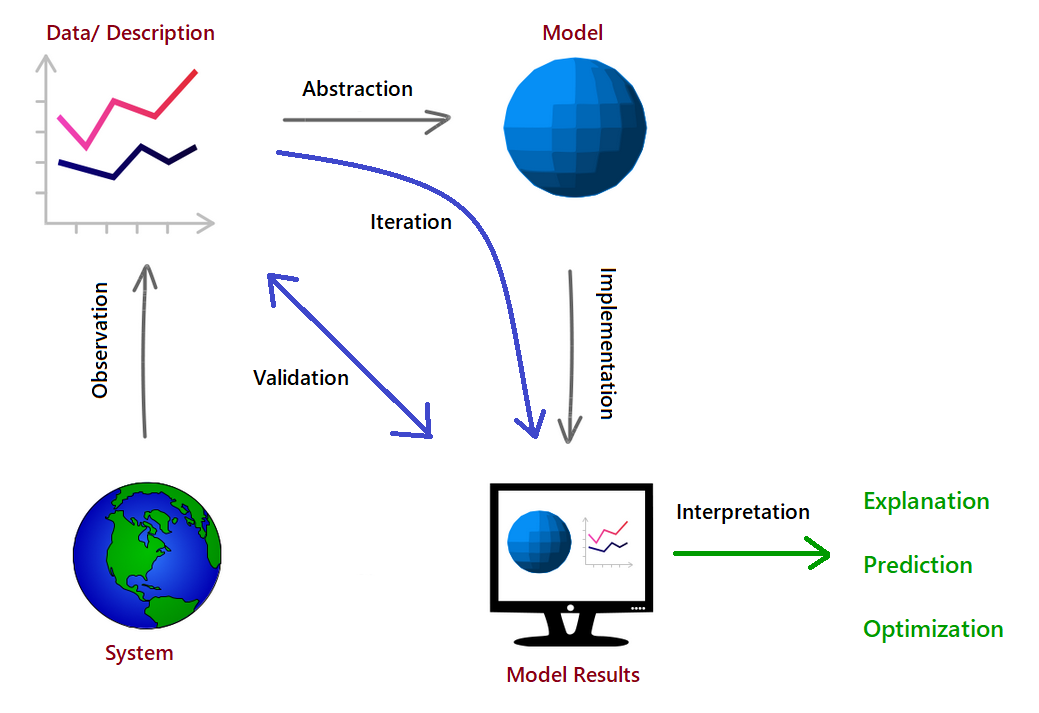 Data/ Description
Model
Abstraction
Iteration
Observation
Implementation
Validation
Interpretation
Explanation
Prediction
Optimization
System
Model Results